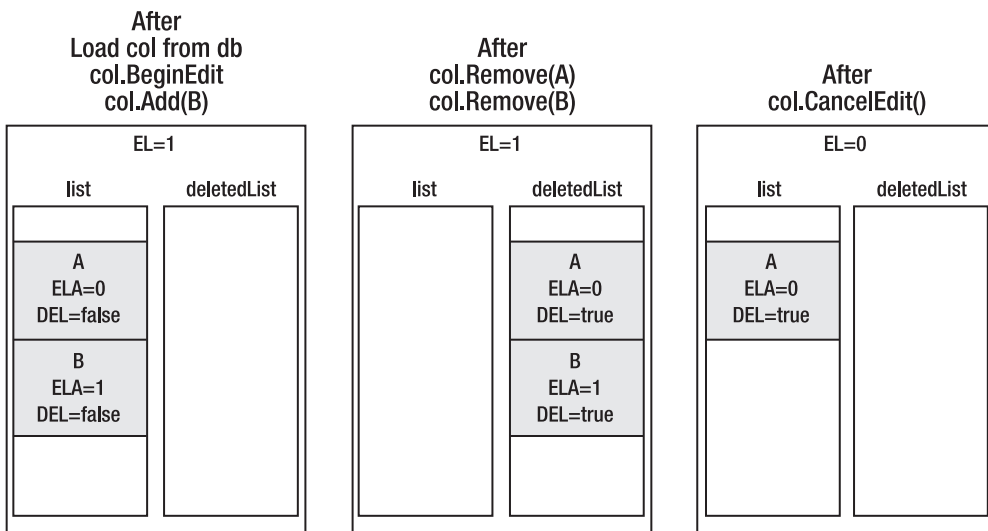 After
Load col from db
col.BeginEdit
col.Add(B)
EL=1
list
deletedList
A
ELA=0
DEL=false
B
ELA=1
DEL=false
After
col.Remove(A)
col.Remove(B)
EL=1
list
deletedList
A
ELA=0
DEL=true
B
ELA=1
DEL=true
After
col.CancelEdit()
EL=0
list
deletedList
A
ELA=0
DEL=true